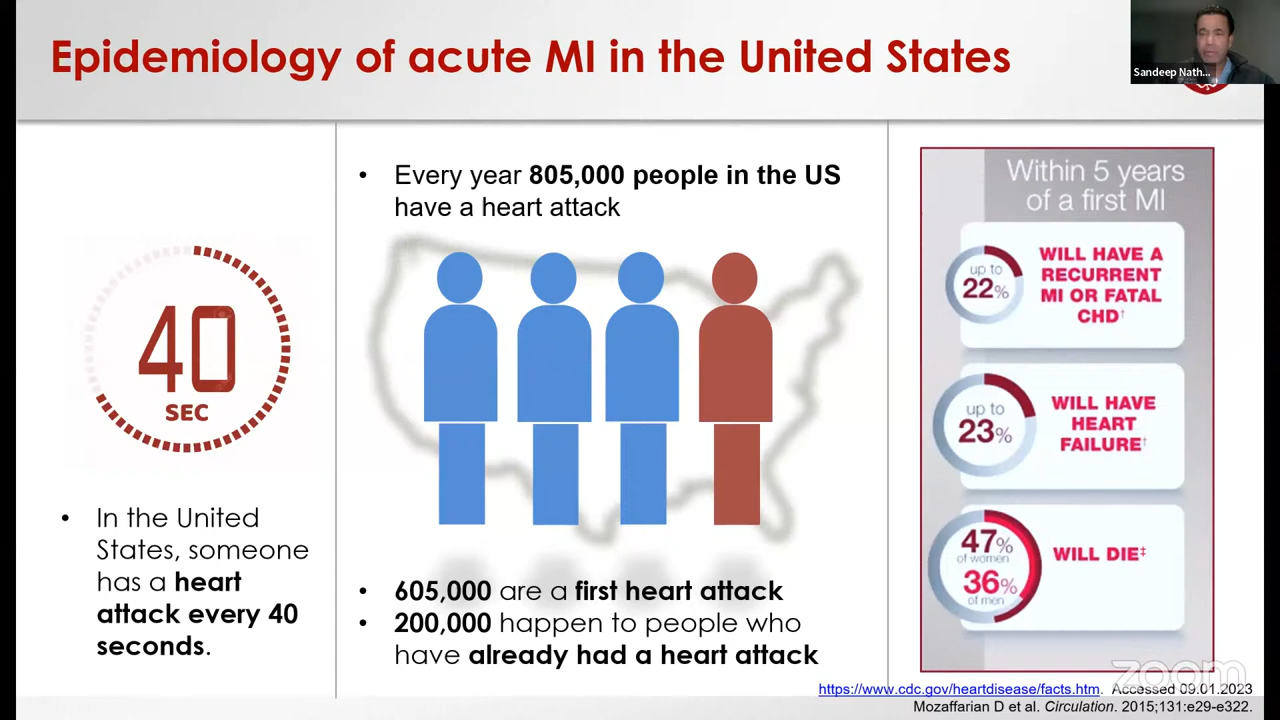 Epidemiology of acute MI in the United States
Sandeep Nath...
40
SEC
• In the United
States, someone
has a heart
attack every 40
seconds.
• Every year 805,000 people in the US
have a heart attack
• 605,000 are a first heart attack
• 200,000 happen to people who
have already had a heart attack
Within 5 years
of a first MI
up to
22%
WILL HAVE A
RECURRENT
MI OR FATAL
CHD†
up to
23%
WILL HAVE
HEART
FAILURE†
47%
of women
36%
of men
WILL DIE‡
zoom
https://www.cdc.gov/heartdisease/facts.htm. Accessed 09.01.2023
Mozaffarian D et al. Circulation. 2015;131:e29-e322.